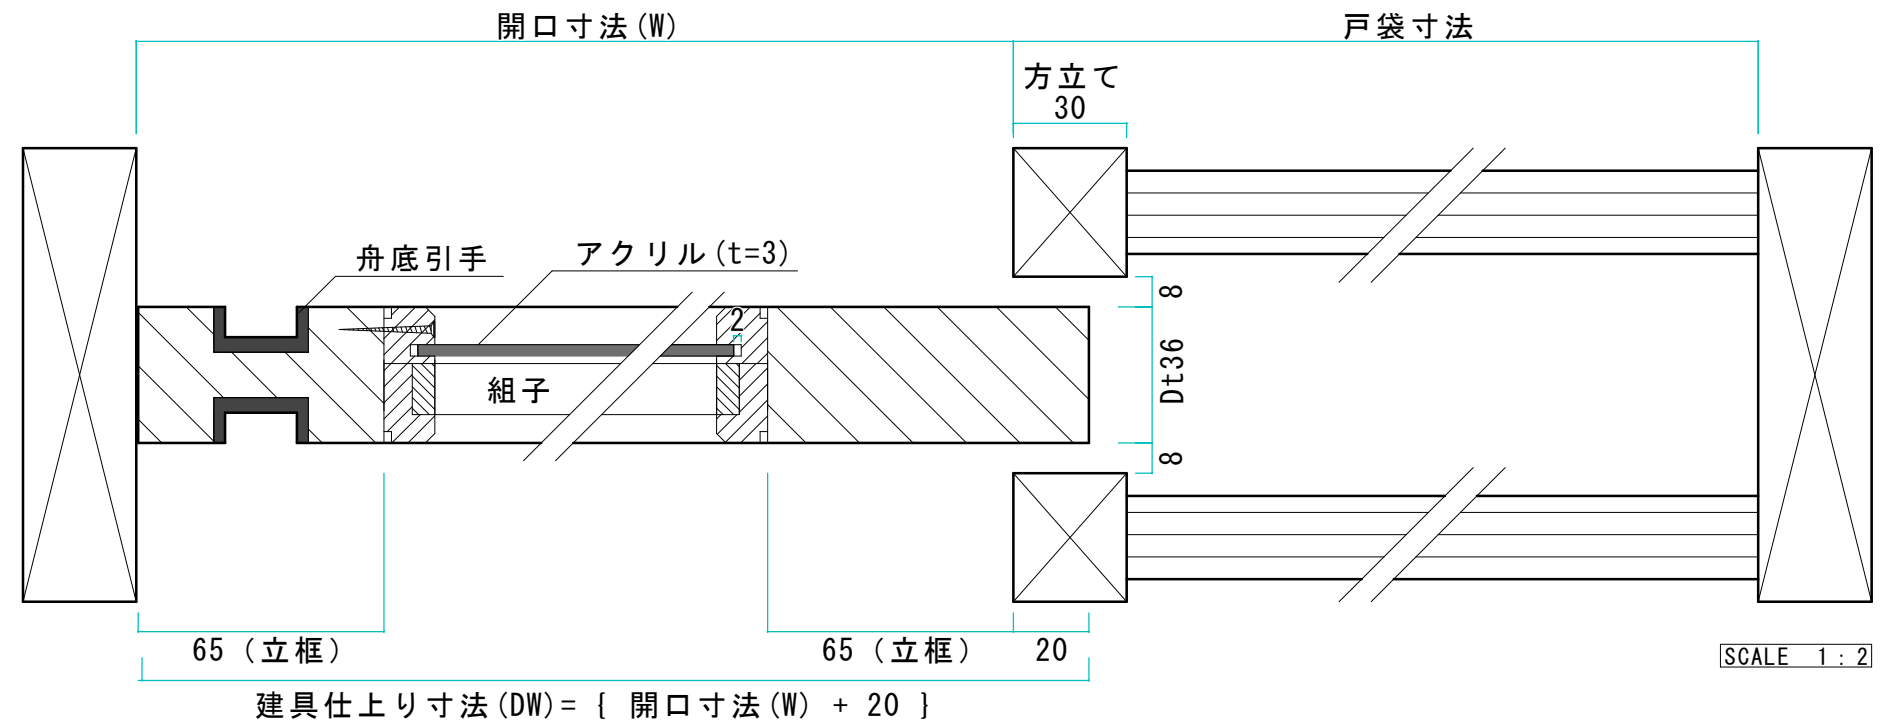 開口寸法(W)
戸袋寸法
方立て
30
舟底引手
アクリル(t=3)
8
2
Dt36
組子
8
65 (立框)
65 (立框)
20
SCALE 1:2
建具仕上り寸法(DW)= { 開口寸法(W) + 20 }